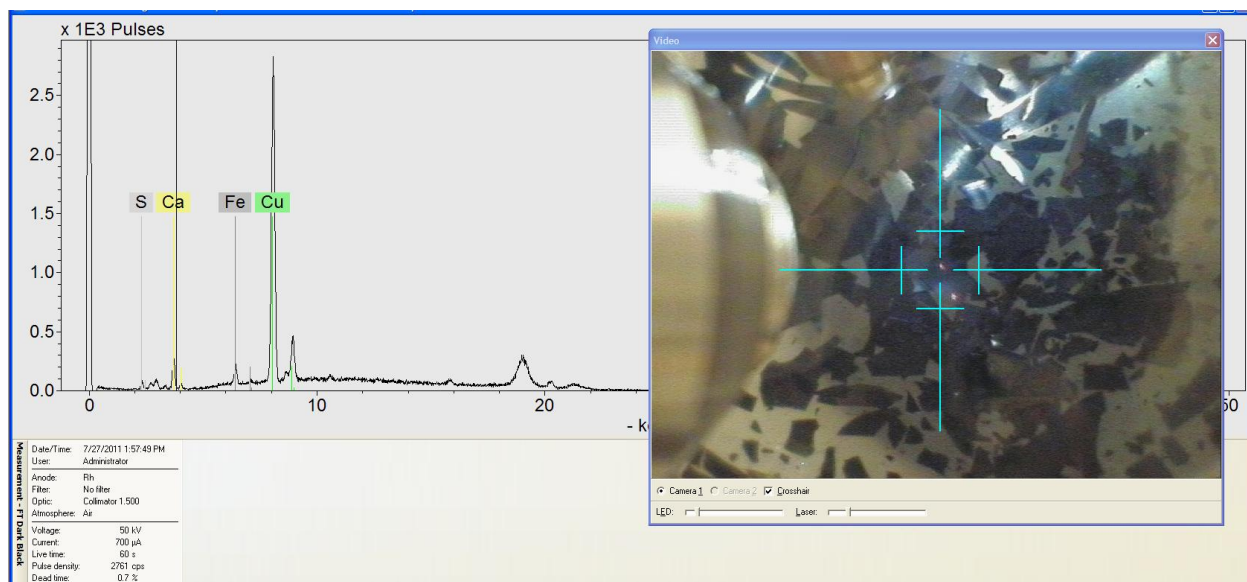 x 1E3 Pulses
2.5
2.0
1.5
1.0
0.5
0.0
S Ca Fe Cu
0 10 20 50
Video
Camera 1 Camera 2 Crosshair
LED: Laser:
Measurement - FT Dark Black
Date/Time: 7/27/2011 1:57:49 PM
User: Administrator
Anode: Rh
Filter: No filter
Optic: Collimator 1.500
Atmosphere: Air
Voltage: 50 kV
Current: 700 µA
Live time: 60 s
Pulse density: 2761 cps
Dead time: 0.7 %